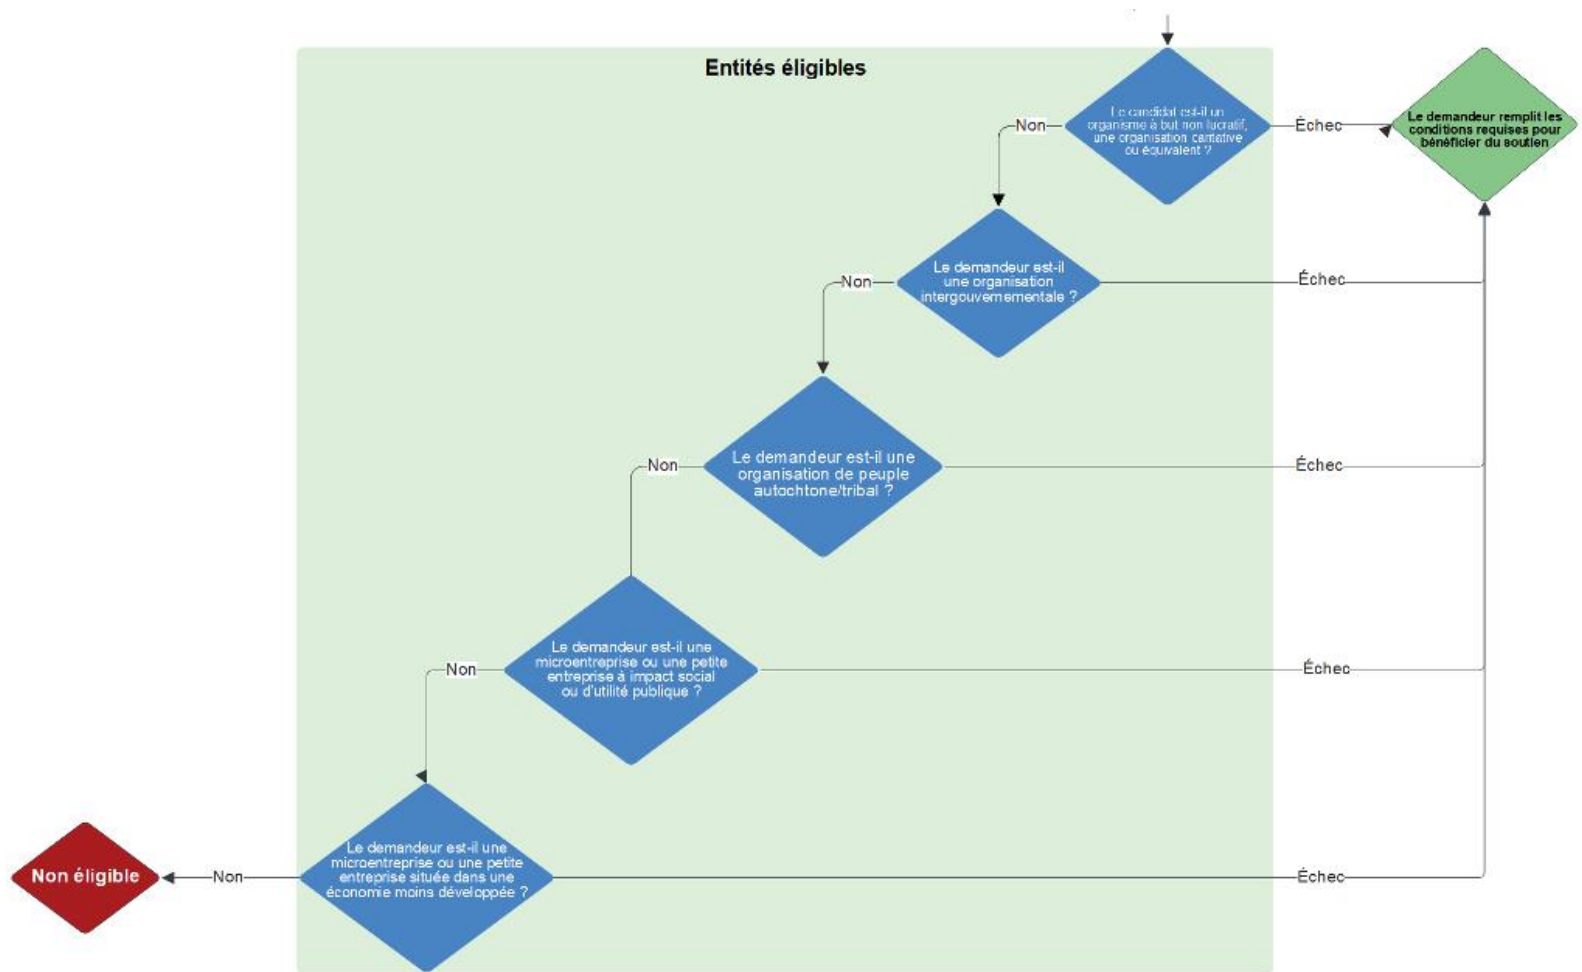 Entités éligibles
Le candidat est-il un
organisme à but non lucratif,
une organisation caritative
ou équivalent ?
Non
Échec
Le demandeur remplit les
conditions requises pour
bénéficier du soutien
Le demandeur est-il
une organisation
intergouvernementale ?
Non
Échec
Le demandeur est-il une
organisation de peuple
autochtone/tribal ?
Non
Échec
Le demandeur est-il une
microentreprise ou une petite
entreprise à impact social
ou d'utilité publique ?
Non
Échec
Le demandeur est-il une
microentreprise ou une petite
entreprise située dans une
économie moins développée ?
Non
Échec
Non éligible